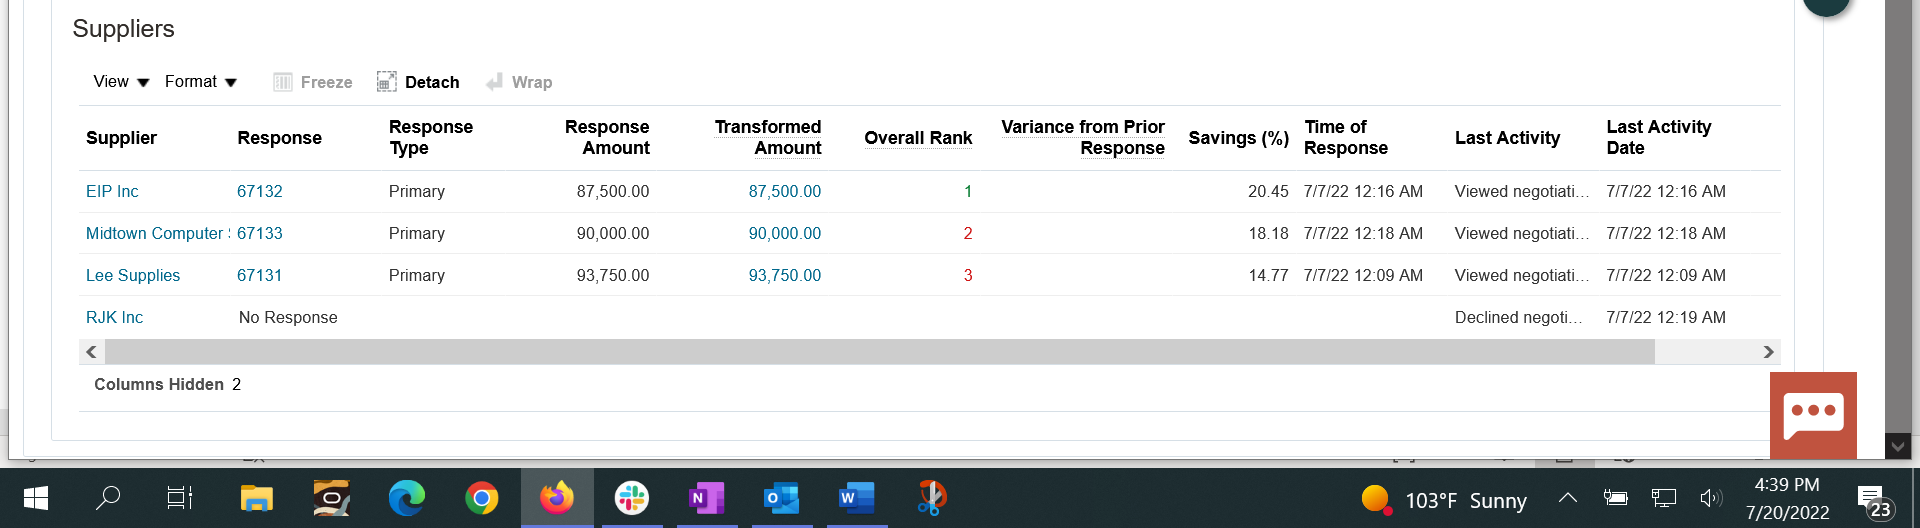 Suppliers
View Format Freeze Detach Wrap
Supplier Response Response Type Response Amount Transformed Amount Overall Rank Variance from Prior Response Savings (%) Time of Response Last Activity Last Activity Date
EIP Inc 67132 Primary 87,500.00 87,500.00 1 20.45 7/7/22 12:16 AM Viewed negotiati... 7/7/22 12:16 AM
Midtown Computer 67133 Primary 90,000.00 90,000.00 2 18.18 7/7/22 12:18 AM Viewed negotiati... 7/7/22 12:18 AM
Lee Supplies 67131 Primary 93,750.00 93,750.00 3 14.77 7/7/22 12:09 AM Viewed negotiati... 7/7/22 12:09 AM
RJK Inc No Response Declined negoti... 7/7/22 12:19 AM
Columns Hidden 2
103°F Sunny
4:39 PM
7/20/2022
23